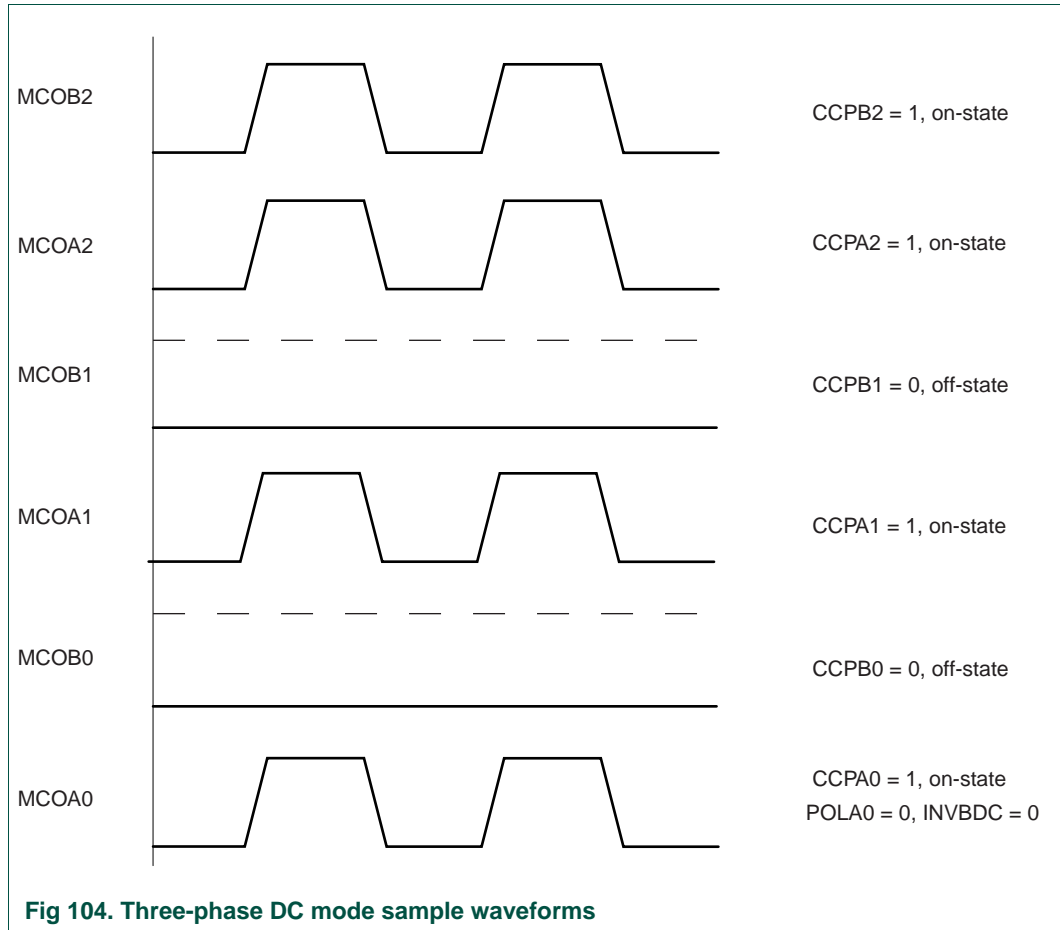 MCOB2
CCPB2 = 1, on-state
MCOA2
CCPA2 = 1, on-state
MCOB1
CCPB1 = 0, off-state
MCOA1
CCPA1 = 1, on-state
MCOB0
CCPB0 = 0, off-state
MCOA0
CCPA0 = 1, on-state
POLA0 = 0, INVBDC = 0
Fig 104. Three-phase DC mode sample waveforms